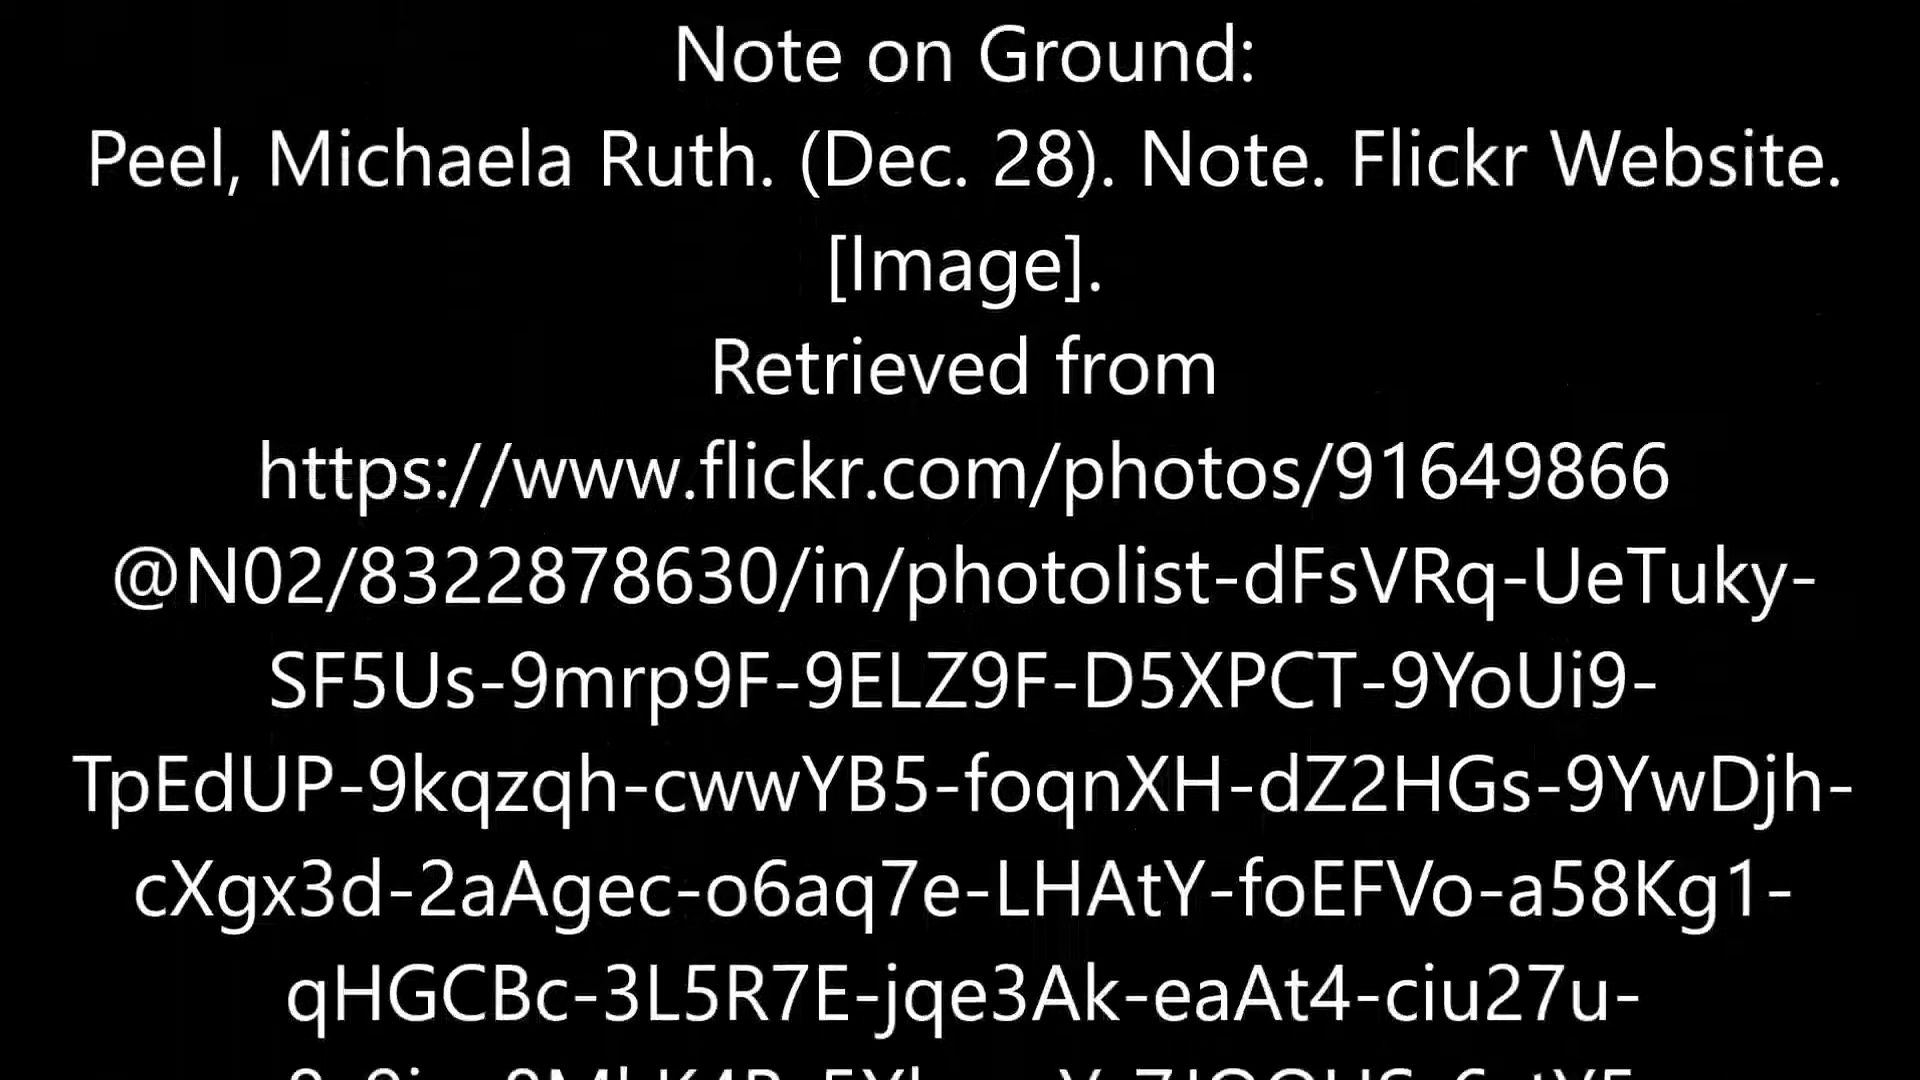 Note on Ground:
Peel, Michaela Ruth. (Dec. 28). Note. Flickr Website.
[Image].
Retrieved from
https://www.flickr.com/photos/91649866
@N02/8322878630/in/photolist-dFsVRq-UeTuky-
SF5Us-9mrp9F-9ELZ9F-D5XPCT-9YoUi9-
TpEdUP-9kqzqh-cwwYB5-foqnXH-dZ2HGs-9YwDjh-
cXgx3d-2aAgec-o6aq7e-LHAtY-foEFVo-a58Kg1-
qHGCBc-3L5R7E-jqe3Ak-eaAt4-ciu27u-